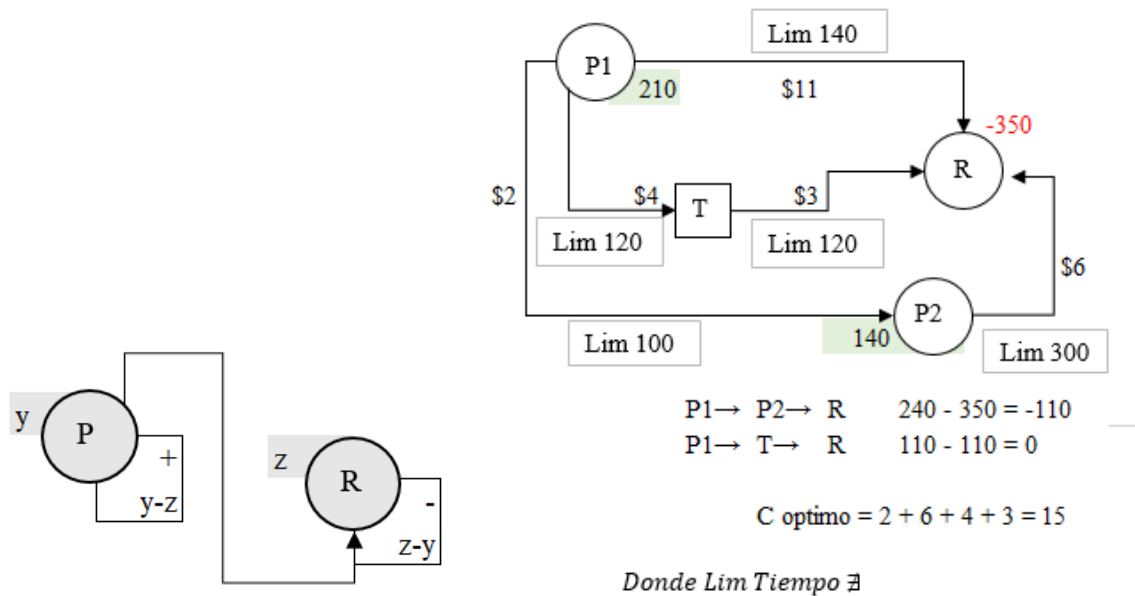 Lim 140
P1
210
$11
-350
R
$2
$4
T
$3
Lim 120
Lim 120
$6
P2
140
Lim 100
Lim 300
y
P
+
y-z
z
R
-
z-y
P1→ P2→ R 240 - 350 = -110
P1→ T→ R 110 - 110 = 0
C optimo = 2 + 6 + 4 + 3 = 15
Donde Lim Tiempo ∄